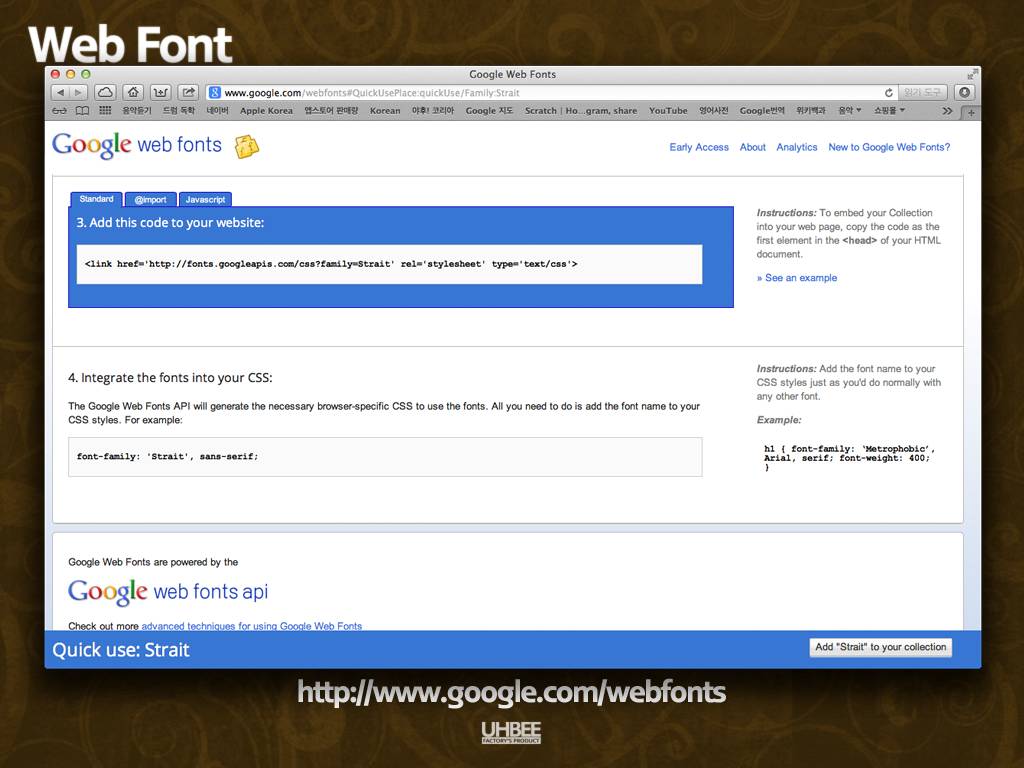 Web Font
Google Web Fonts
www.google.com/webfonts#QuickUsePlace:quickUse/Family:Strait
읽기 도구
음악듣기 드럼 독학 네이버 Apple Korea 앱스토어 판매량 Korean 야후! 코리아 Google 지도 Scratch | Ho...gram, share YouTube 영어사전 Google번역 위키백과 음악 쇼핑몰
Google web fonts
Early Access About Analytics New to Google Web Fonts?
Standard @import Javascript
3. Add this code to your website:
<link href='http://fonts.googleapis.com/css?family=Strait' rel='stylesheet' type='text/css'>
Instructions: To embed your Collection
into your web page, copy the code as the
first element in the <head> of your HTML
document.
» See an example
4. Integrate the fonts into your CSS:
The Google Web Fonts API will generate the necessary browser-specific CSS to use the fonts. All you need to do is add the font name to your
CSS styles. For example:
font-family: 'Strait', sans-serif;
Instructions: Add the font name to your
CSS styles just as you'd do normally with
any other font.
Example:
h1 { font-family: ‘Metrophobic’,
Arial, serif; font-weight: 400;
}
Google Web Fonts are powered by the
Google web fonts api
Check out more advanced techniques for using Google Web Fonts
Quick use: Strait
Add "Strait" to your collection
http://www.google.com/webfonts
UHBEE
FACTORY'S PRODUCT